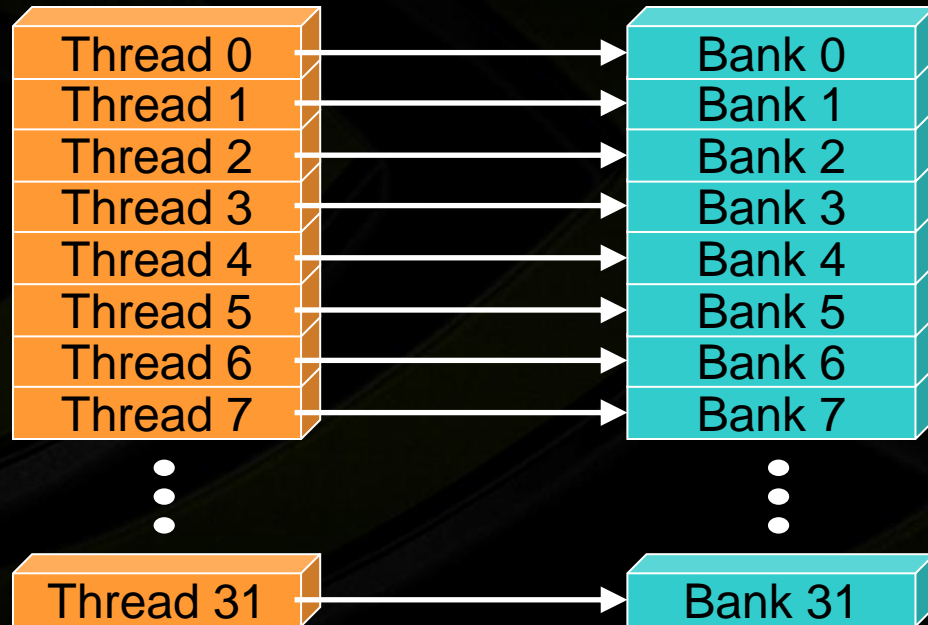 Thread 0
Bank 0
Thread 1
Bank 1
Thread 2
Bank 2
Thread 3
Bank 3
Thread 4
Bank 4
Thread 5
Bank 5
Thread 6
Bank 6
Thread 7
Bank 7
Thread 31
Bank 31